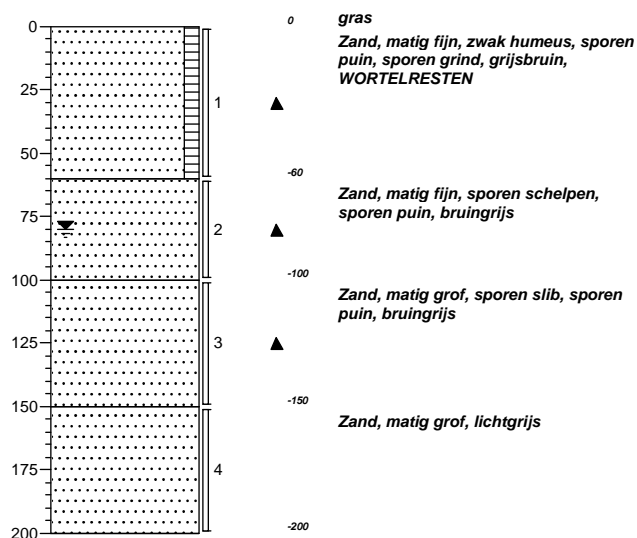 0
25
50
75
100
125
150
175
200
1
2
3
4
0
gras
Zand, matig fijn, zwak humeus, sporen
puin, sporen grind, grijsbruin,
WORTELRESTEN
-60
Zand, matig fijn, sporen schelpen,
sporen puin, bruingrijs
-100
Zand, matig grof, sporen slib, sporen
puin, bruingrijs
-150
Zand, matig grof, lichtgrijs
-200